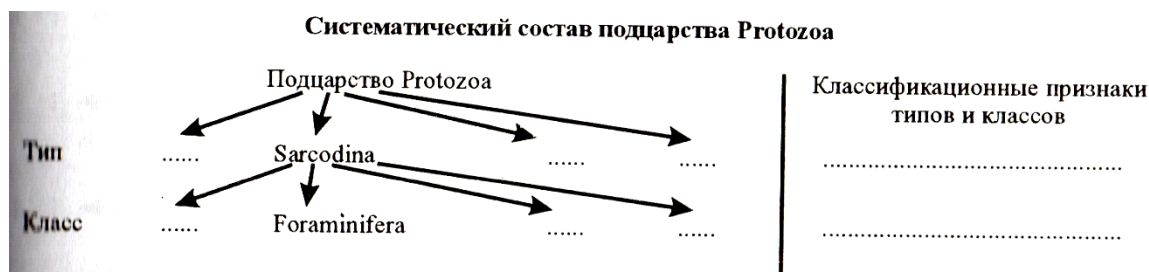 Систематический состав подцарства Protozoa
Подцарство Protozoa
Классификационные признаки
типов и классов
Тип ...... Sarcodina ...... ...... ..........................................
Класс ...... Foraminifera ...... ...... ..........................................